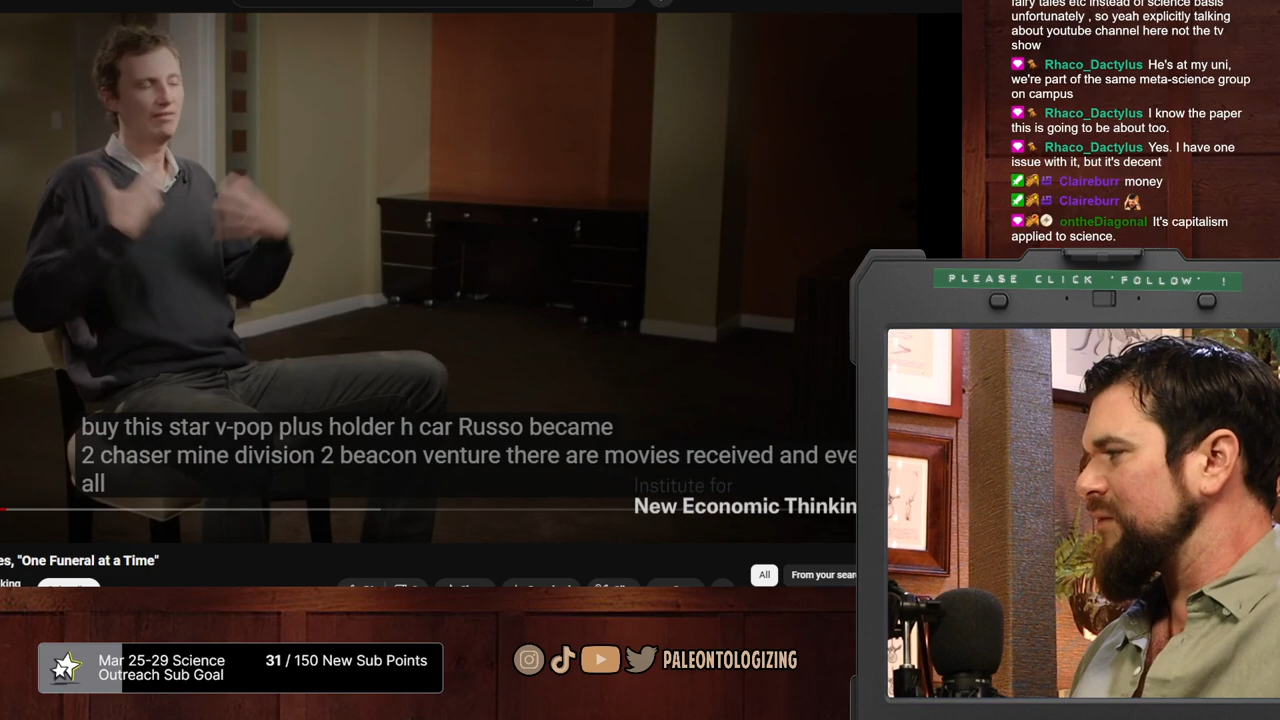 fairy tales etc instead of science basis
unfortunately , so yeah explicitly talking
about youtube channel here not the tv
show
Rhaco_Dactylus He's at my uni,
we're part of the same meta-science group
on campus
Rhaco_Dactylus I know the paper
this is going to be about too.
Rhaco_Dactylus Yes. I have one
issue with it, but it's decent
Claireburr money
Claireburr
ontheDiagonal It's capitalism
applied to science.
PLEASE CLICK 'FOLLOW' !
buy this star v-pop plus holder h car Russo became
2 chaser mine division 2 beacon venture there are movies received and eve
all
Institute for
New Economic Thinkin
es, "One Funeral at a Time"
king
All
From your sear
Mar 25-29 Science
Outreach Sub Goal
31 / 150 New Sub Points
PALEONTOLOGIZING